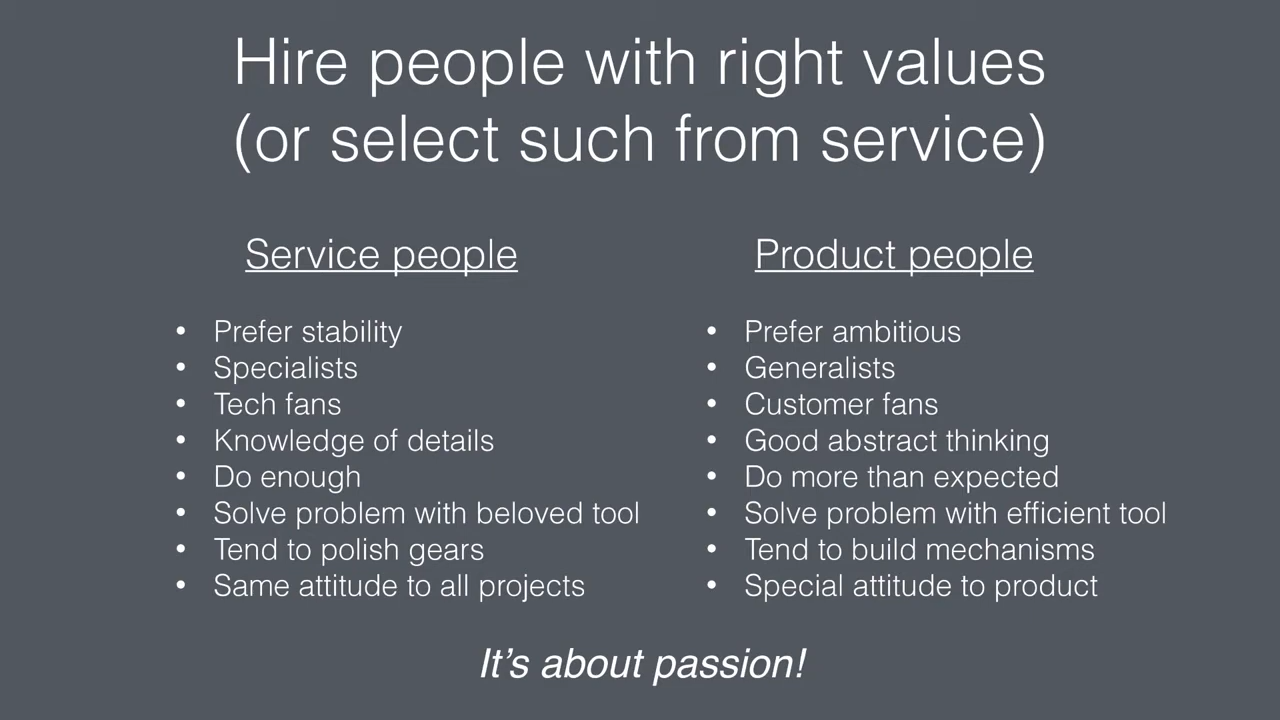 Hire people with right values
(or select such from service)
Service people
• Prefer stability
• Specialists
• Tech fans
• Knowledge of details
• Do enough
• Solve problem with beloved tool
• Tend to polish gears
• Same attitude to all projects
Product people
• Prefer ambitious
• Generalists
• Customer fans
• Good abstract thinking
• Do more than expected
• Solve problem with efficient tool
• Tend to build mechanisms
• Special attitude to product
It's about passion!